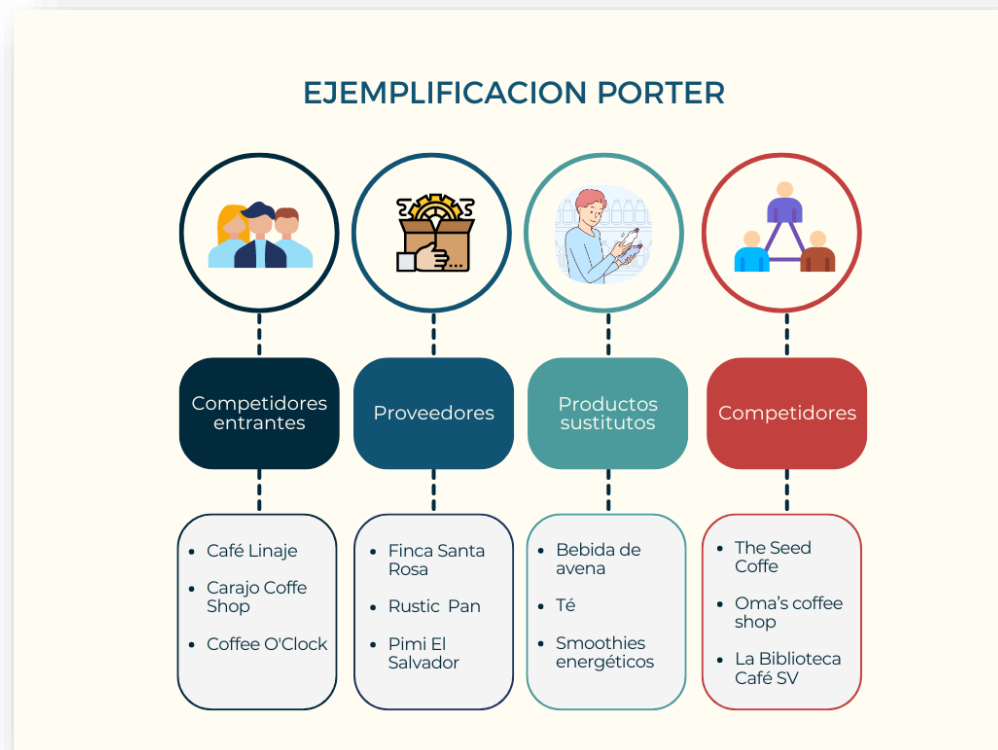 EJEMPLIFICACION PORTER
Competidores
entrantes
Proveedores
Productos
sustitutos
Competidores
• Café Linaje
• Carajo Coffe
Shop
• Coffee O'Clock
• Finca Santa
Rosa
• Rustic Pan
• Pimi El
Salvador
• Bebida de
avena
• Té
• Smoothies
energéticos
• The Seed
Coffe
• Oma's coffee
shop
• La Biblioteca
Café SV